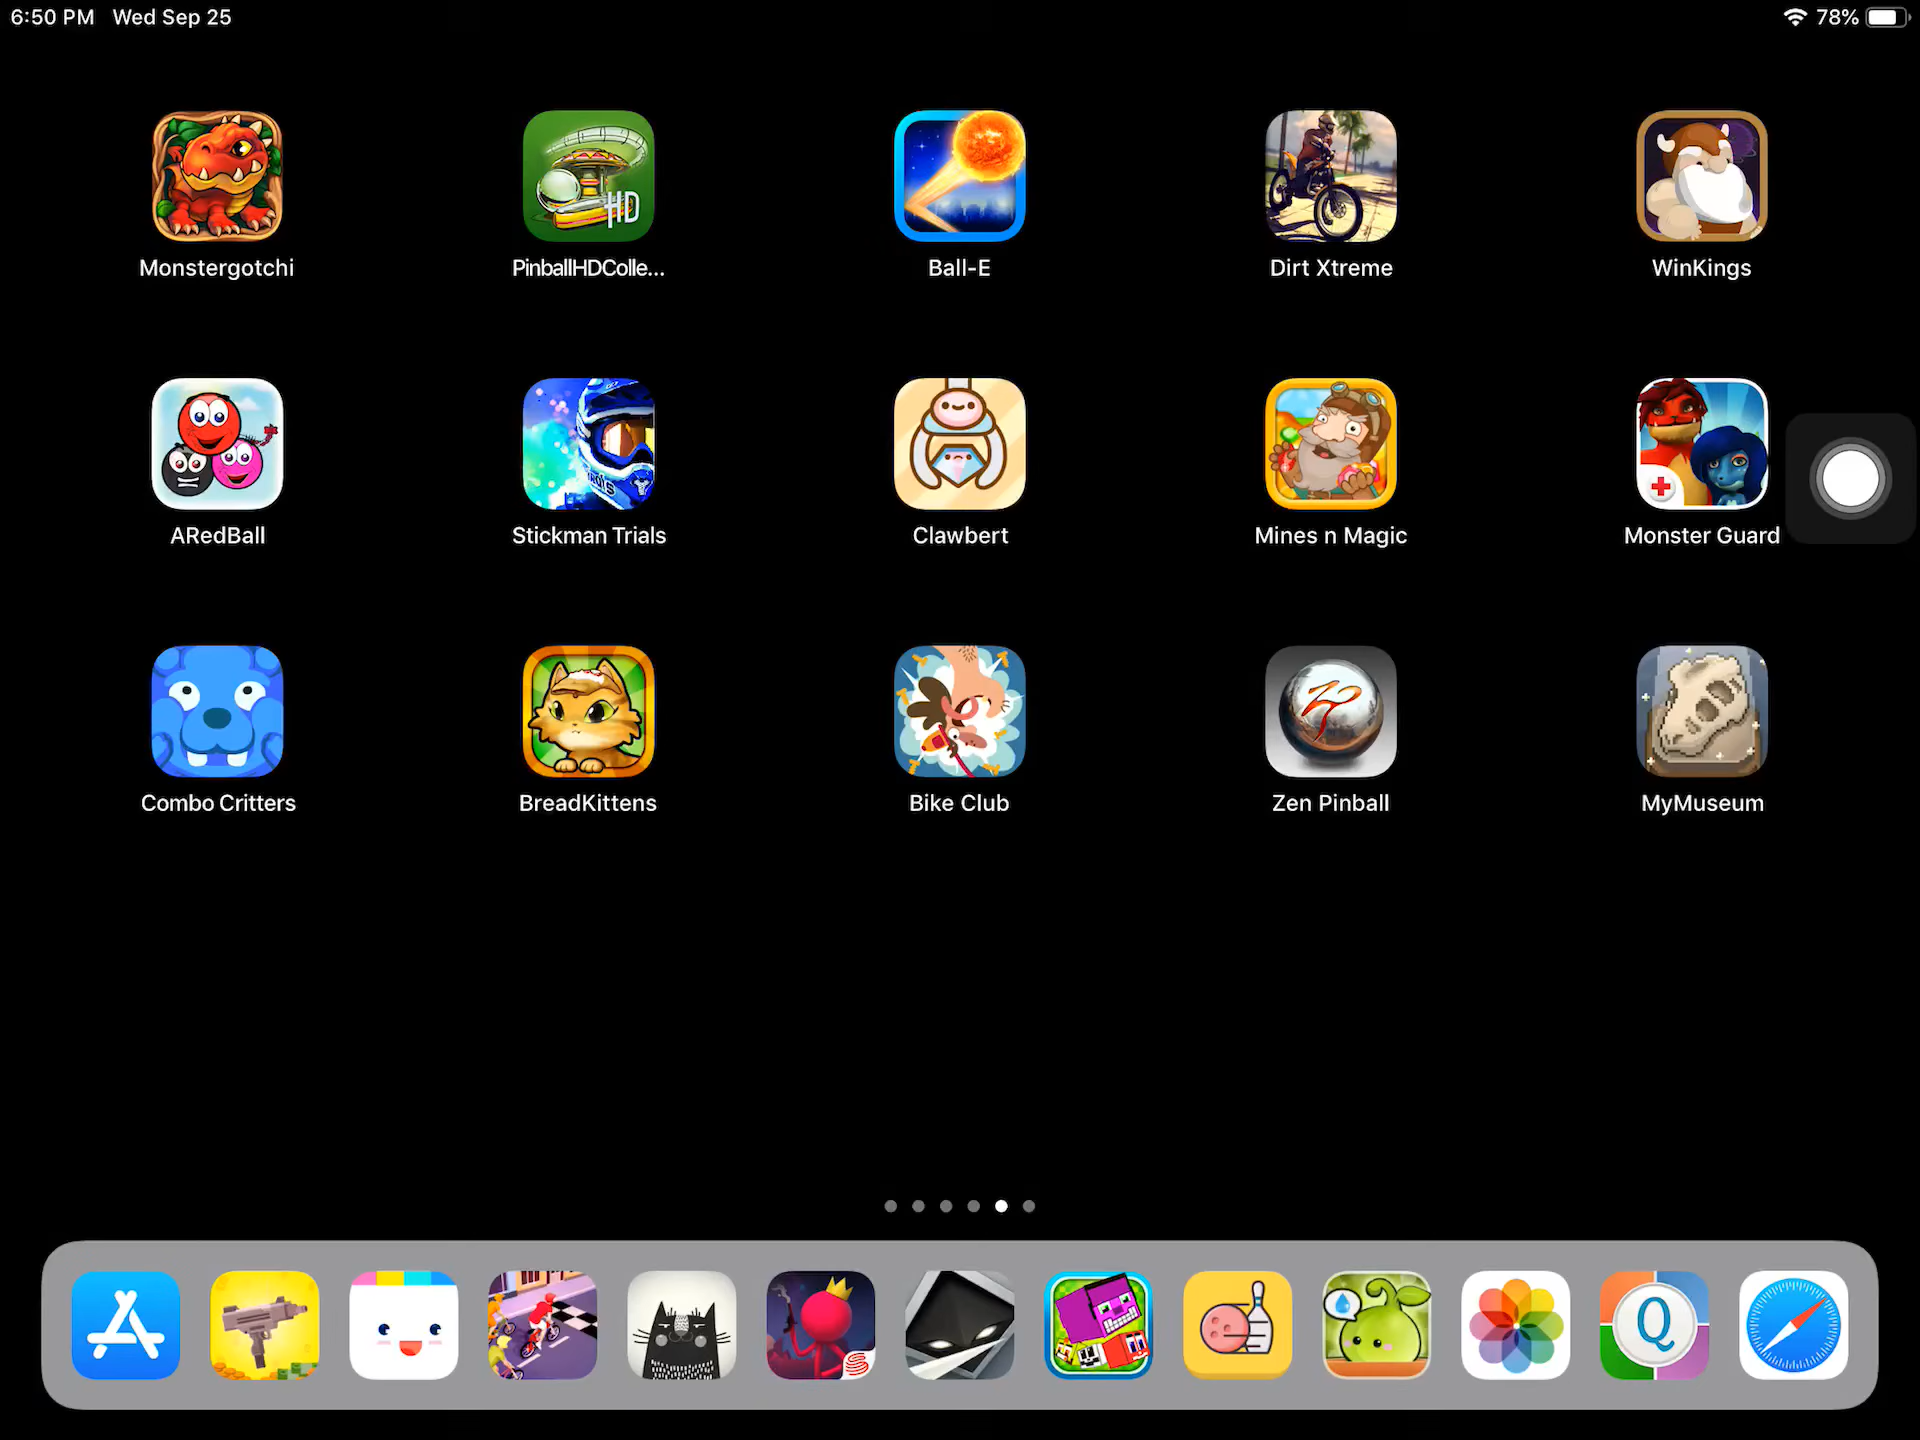 6:50 PM Wed Sep 25
78%
Monstergotchi
PinballHDColle...
Ball-E
Dirt Xtreme
WinKings
ARedBall
Stickman Trials
Clawbert
Mines n Magic
Monster Guard
Combo Critters
BreadKittens
Bike Club
Zen Pinball
MyMuseum
HD
Q